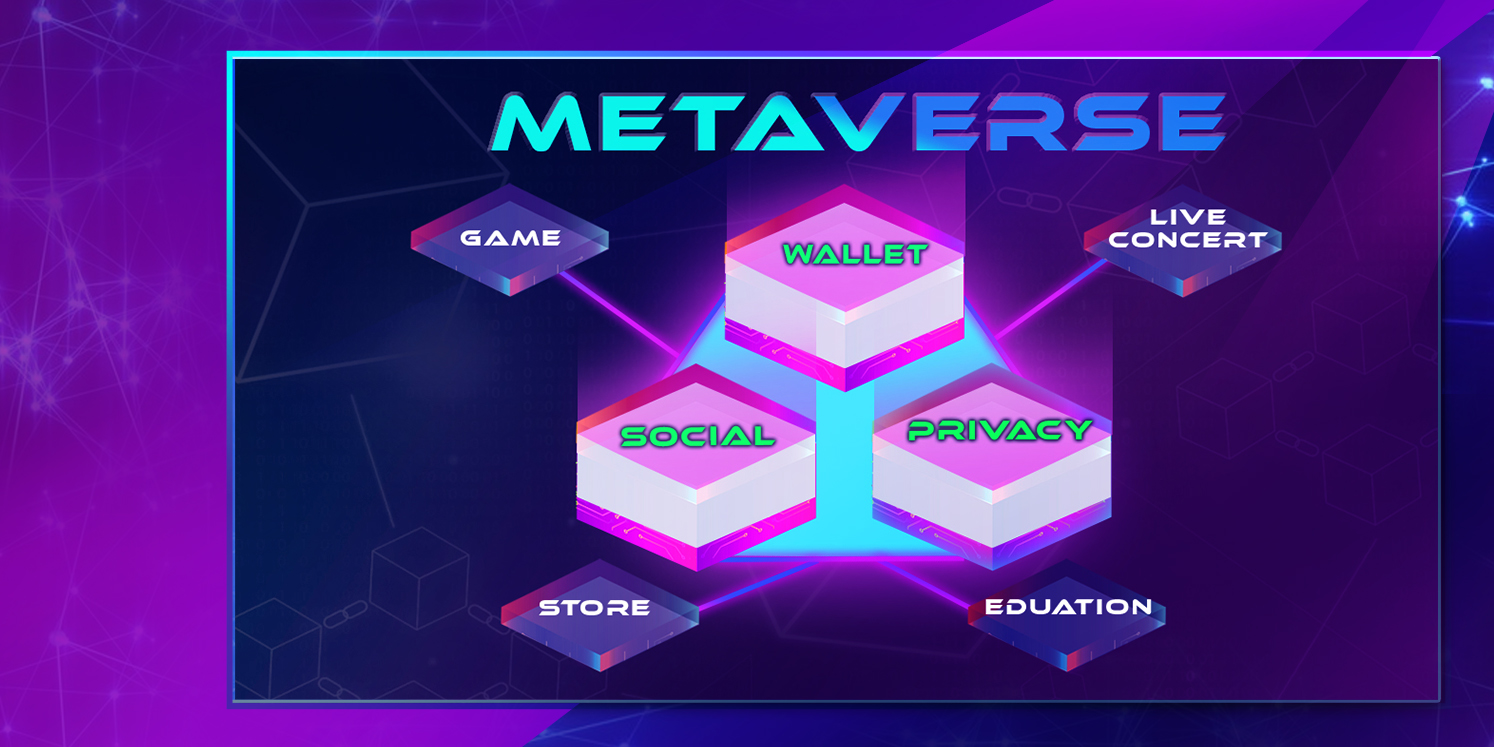 METAVERSE
GAME
WALLET
LIVE
CONCERT
SOCIAL
PRIVACY
STORE
EDUATION